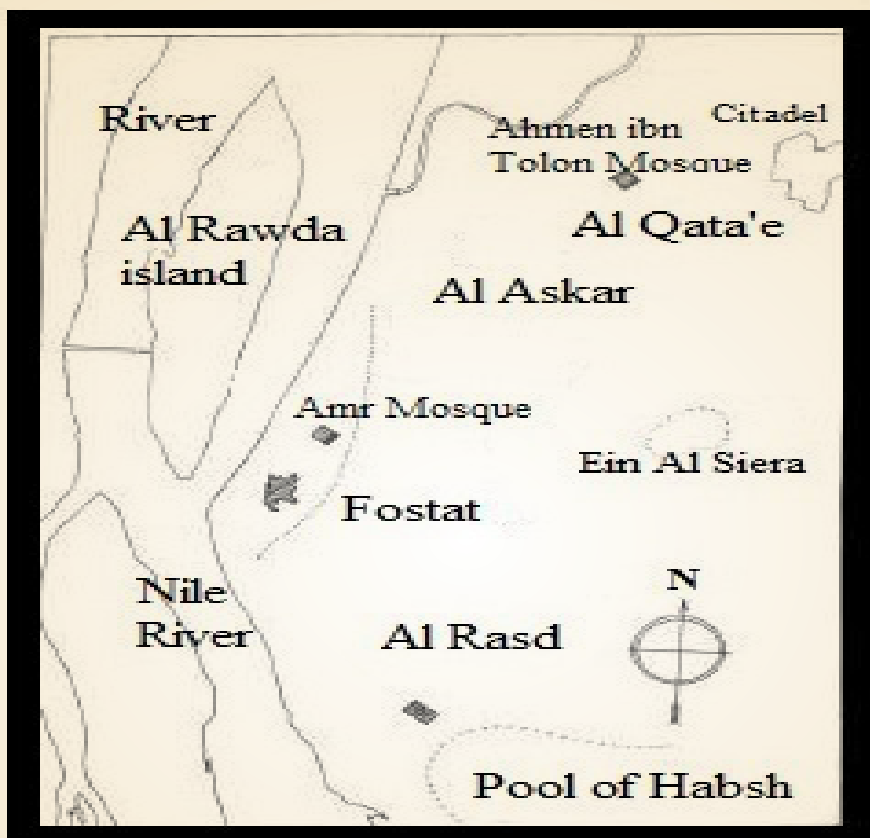 River
Citadel
Ahmen ibn
Tolon Mosque
Al Rawda
island
Al Qata'e
Al Askar
Amr Mosque
Ein Al Siera
Fostat
N
Nile
River
Al Rasd
Pool of Habsh